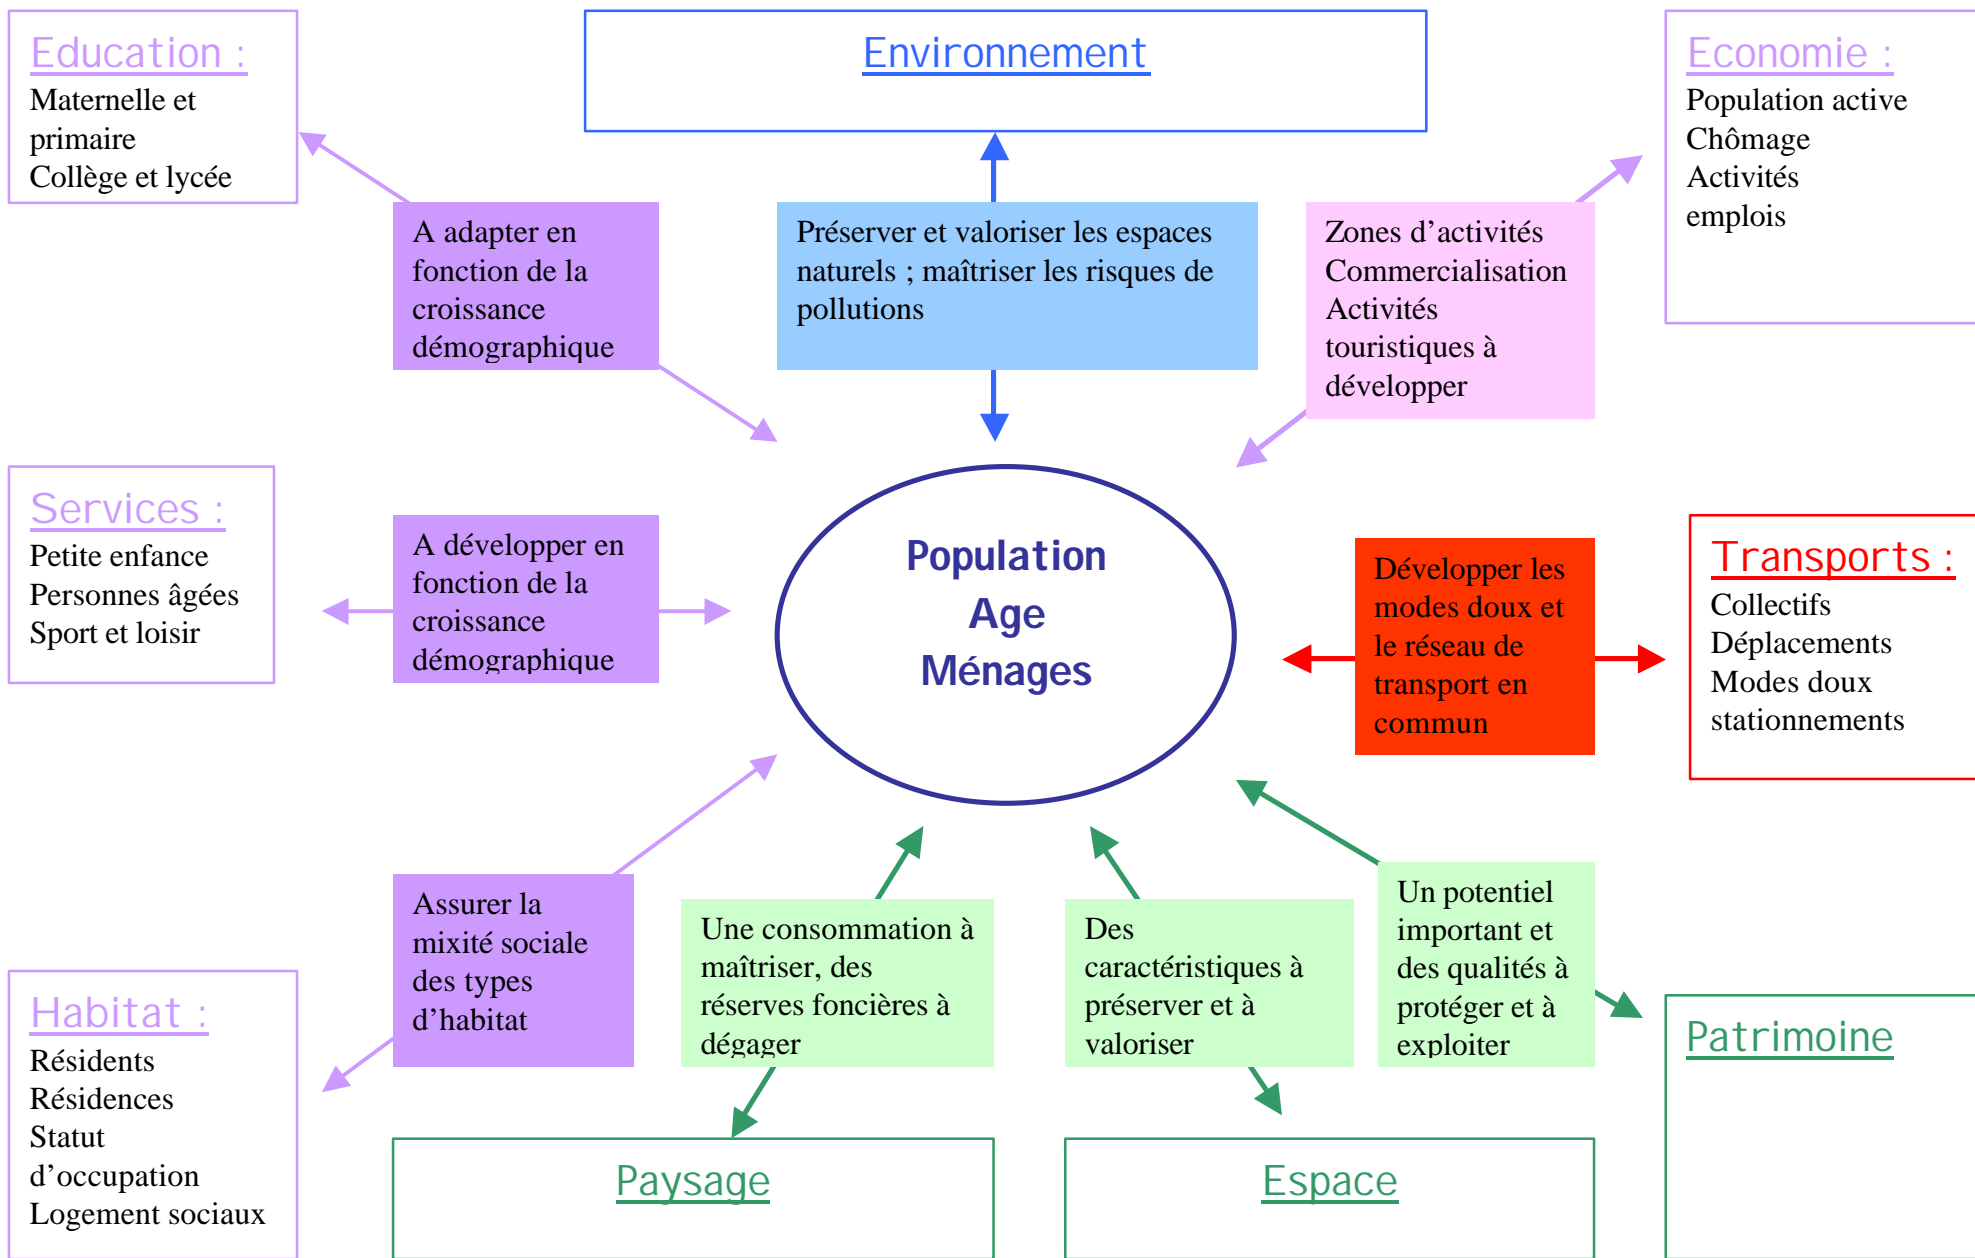 Education :
Maternelle et
primaire
Collège et lycée
Environnement
Economie :
Population active
Chômage
Activités
emplois
A adapter en
fonction de la
croissance
démographique
Préserver et valoriser les espaces
naturels ; maîtriser les risques de
pollutions
Zones d’activités
Commercialisation
Activités
touristiques à
développer
Services :
Petite enfance
Personnes âgées
Sport et loisir
A développer en
fonction de la
croissance
démographique
Population
Age
Ménages
Développer les
modes doux et
le réseau de
transport en
commun
Transports :
Collectifs
Déplacements
Modes doux
stationnements
Habitat :
Résidents
Résidences
Statut
d’occupation
Logement sociaux
Assurer la
mixité sociale
des types
d’habitat
Une consommation à
maîtriser, des
réserves foncières à
dégager
Des
caractéristiques à
préserver et à
valoriser
Un potentiel
important et
des qualités à
protéger et à
exploiter
Patrimoine
Paysage
Espace